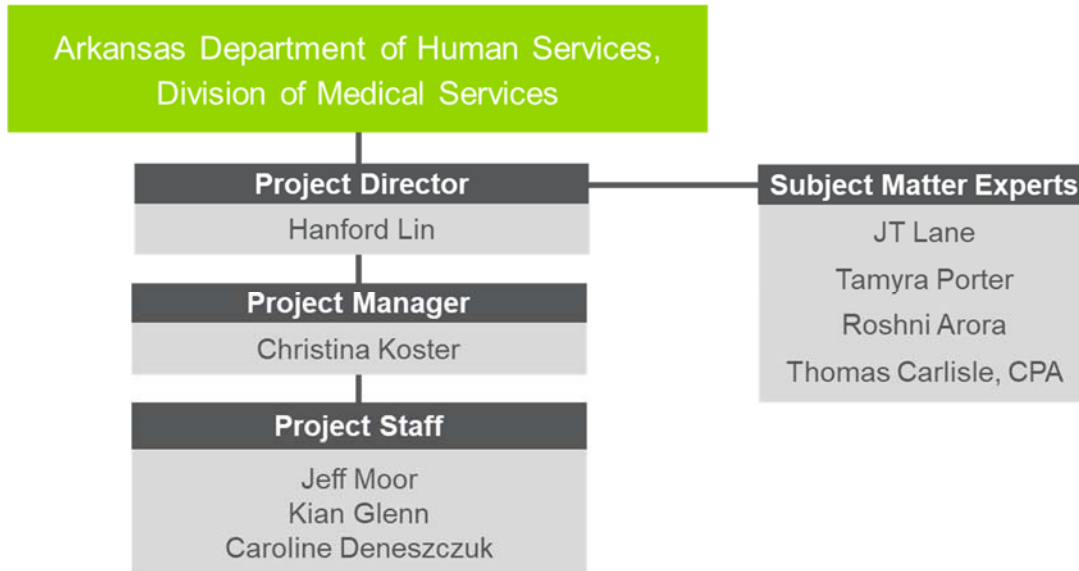 Arkansas Department of Human Services,
Division of Medical Services
Project Director
Hanford Lin
Project Manager
Christina Koster
Project Staff
Jeff Moor
Kian Glenn
Caroline Deneszczuk
Subject Matter Experts
JT Lane
Tamyra Porter
Roshni Arora
Thomas Carlisle, CPA